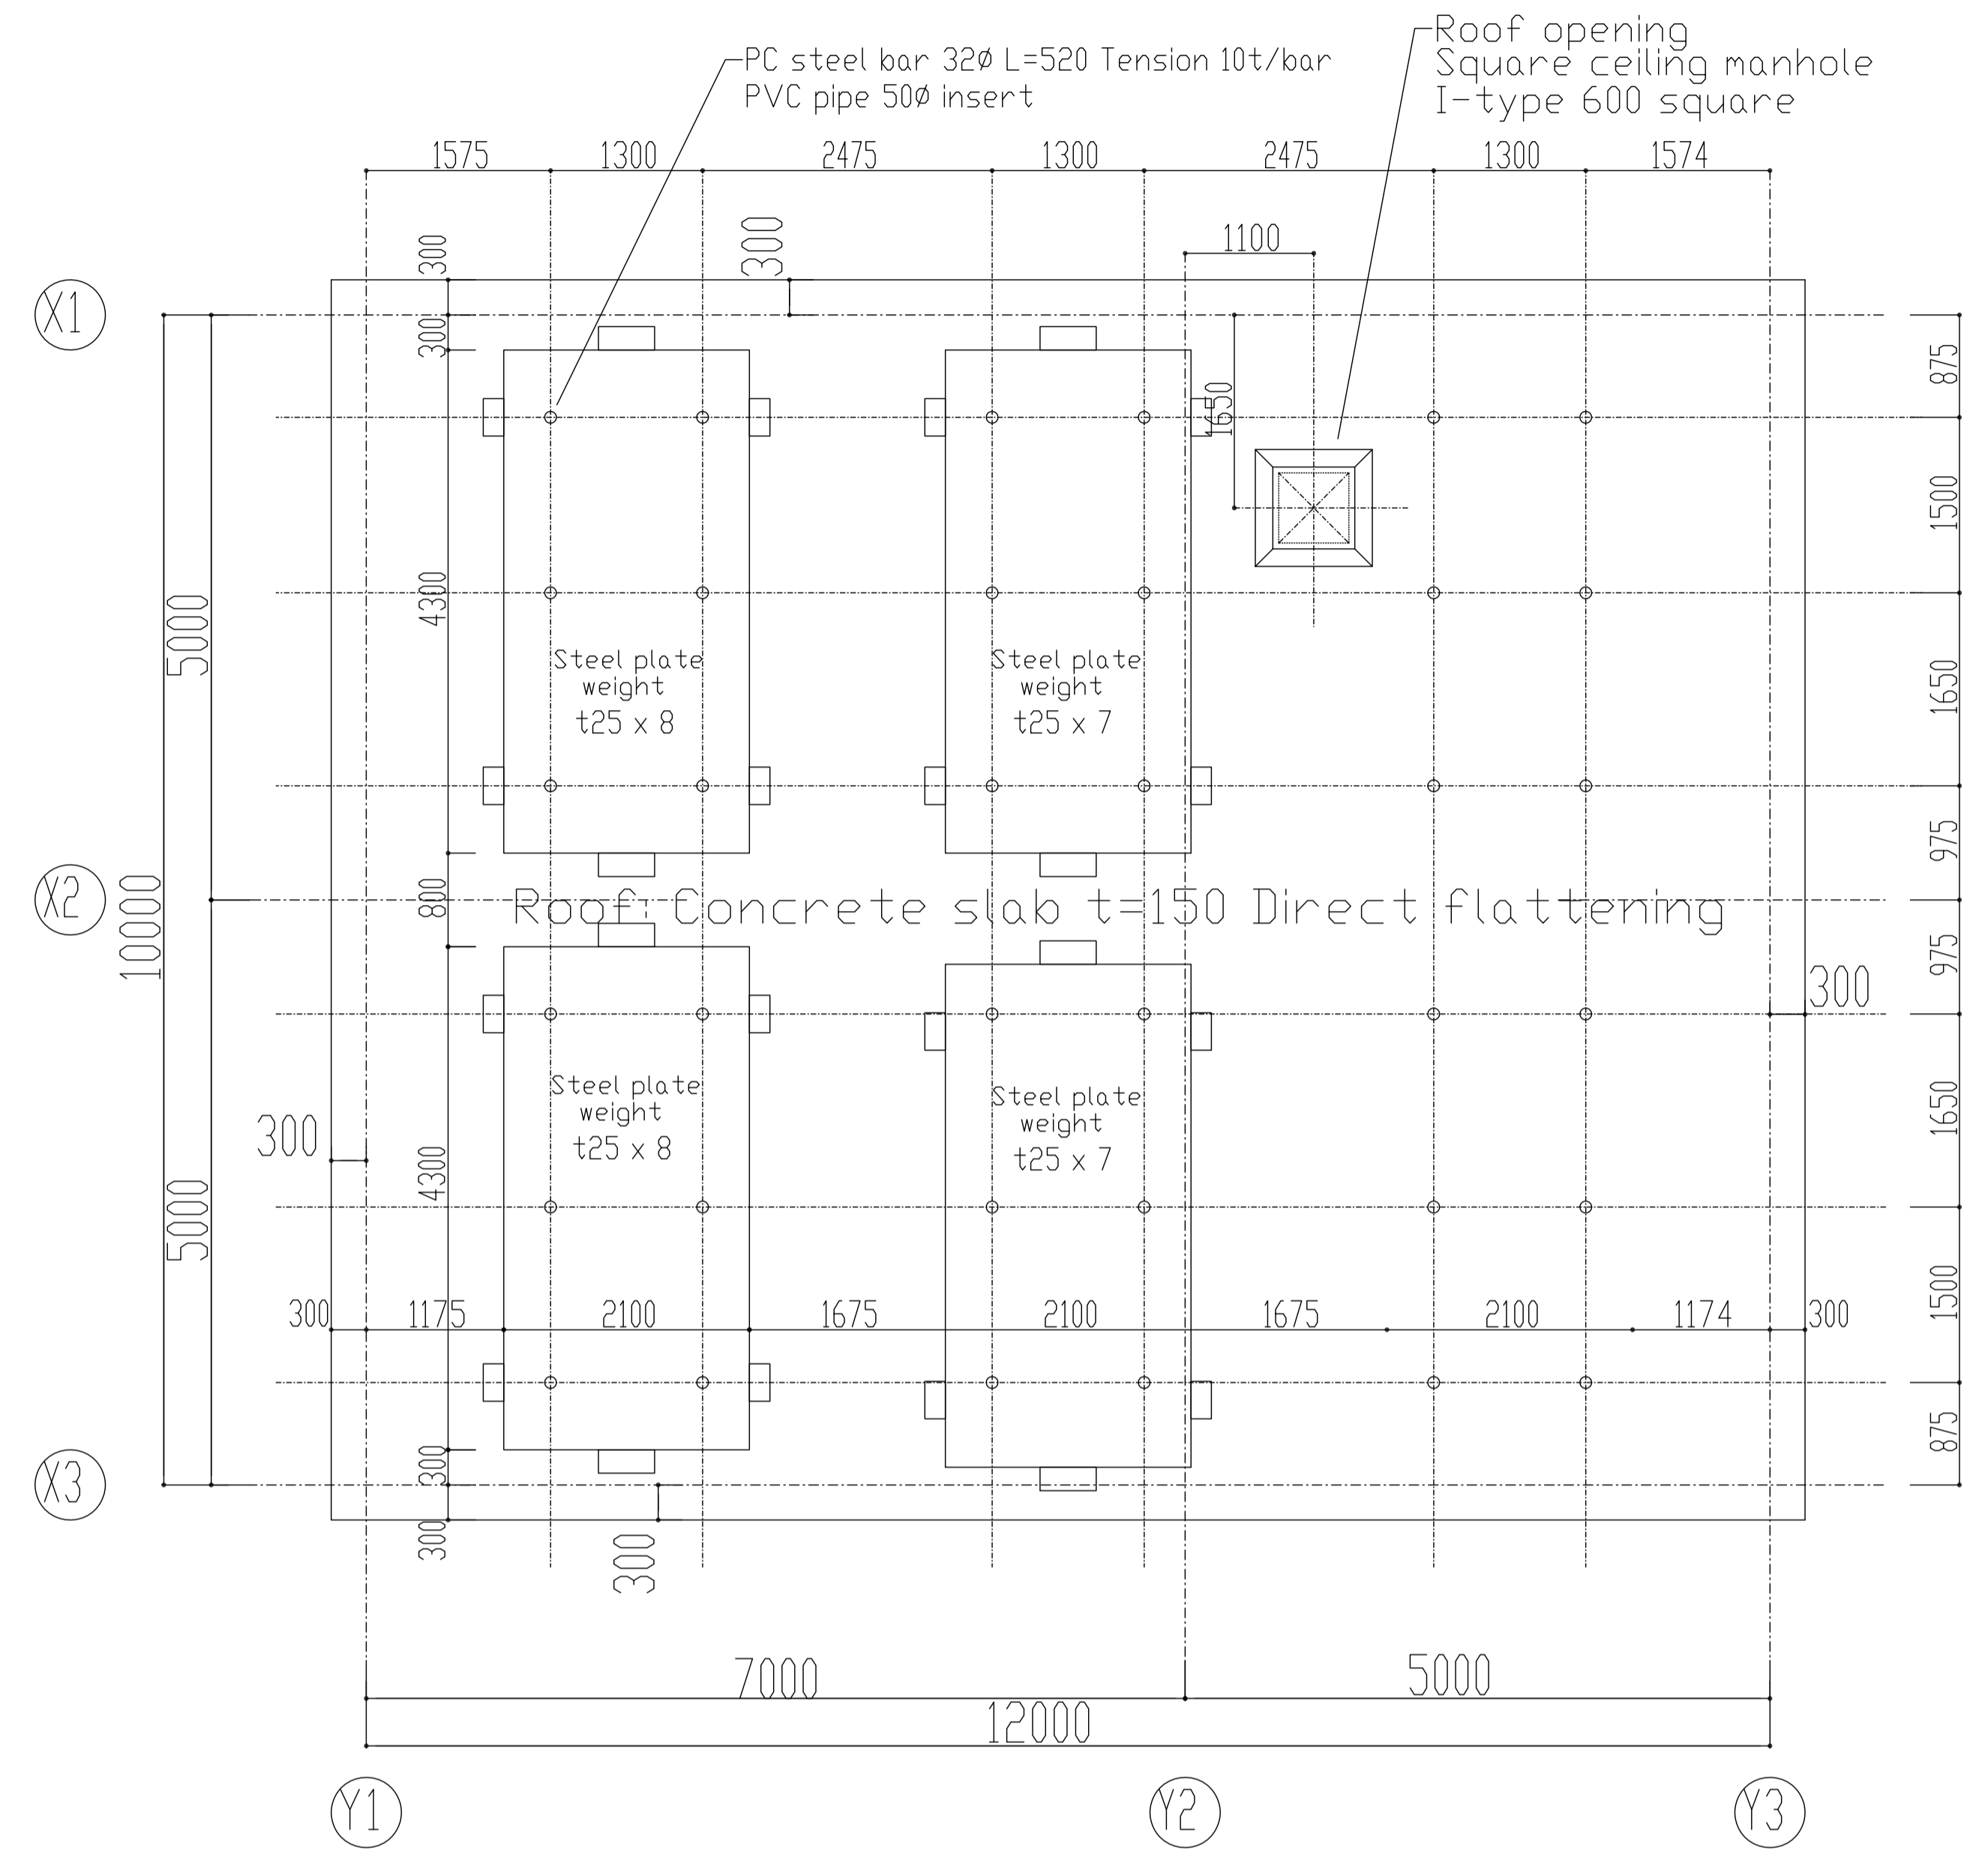 PC steel bar 32ø L=520 Tension 10t/bar
PVC pipe 50ø insert
Roof opening
Square ceiling manhole
I-type 600 square
1575 1300 2475 1300 2475 1300 1574
1100
300
300
X1
300
875
1650
1500
4300
5000
Steel plate
weight
t25 x 8
Steel plate
weight
t25 x 7
1650
975
X2
10000
800
Roof: Concrete slab t=150 Direct flattening
975
300
Steel plate
weight
t25 x 8
Steel plate
weight
t25 x 7
1650
300
4300
5000
1500
300 1175 2100 1675 2100 1675 2100 1174 300
875
X3
300
300
300
7000 5000
12000
Y1 Y2 Y3